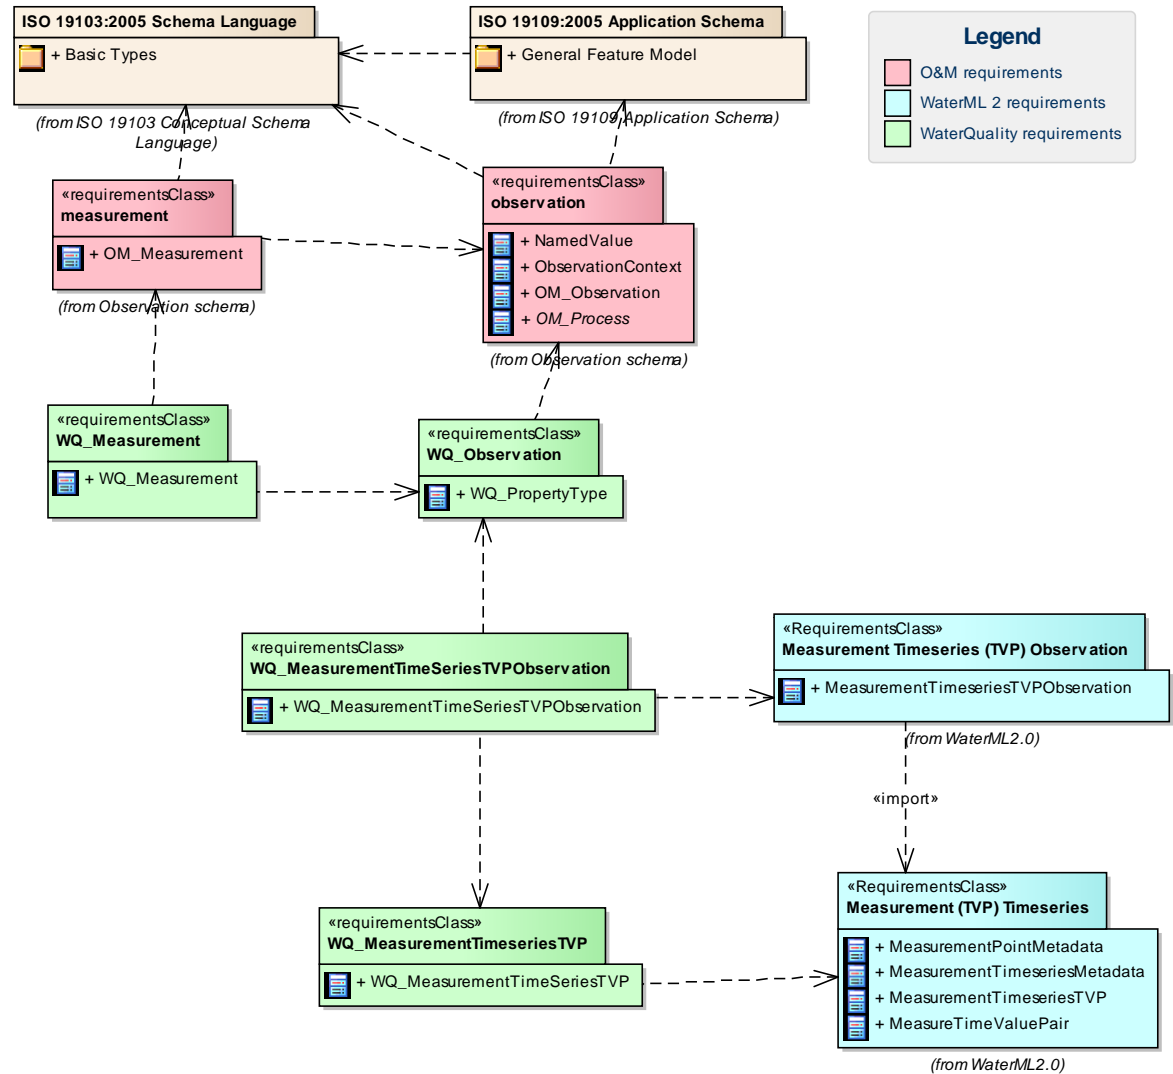 ISO 19103:2005 Schema Language
+ Basic Types
(from ISO 19103 Conceptual Schema
Language)
ISO 19109:2005 Application Schema
+ General Feature Model
(from ISO 19109 Application Schema)
Legend
O&M requirements
WaterML 2 requirements
WaterQuality requirements
«requirementsClass»
measurement
+ OM_Measurement
(from Observation schema)
«requirementsClass»
observation
+ NamedValue
+ ObservationContext
+ OM_Observation
+ OM_Process
(from Observation schema)
«requirementsClass»
WQ_Measurement
+ WQ_Measurement
«requirementsClass»
WQ_Observation
+ WQ_PropertyType
«requirementsClass»
WQ_MeasurementTimeSeriesTVPObservation
+ WQ_MeasurementTimeSeriesTVPObservation
«RequirementsClass»
Measurement Timeseries (TVP) Observation
+ MeasurementTimeseriesTVPObservation
(from WaterML2.0)
«import»
«requirementsClass»
WQ_MeasurementTimeseriesTVP
+ WQ_MeasurementTimeSeriesTVP
«RequirementsClass»
Measurement (TVP) Timeseries
+ MeasurementPointMetadata
+ MeasurementTimeseriesMetadata
+ MeasurementTimeseriesTVP
+ MeasureTimeValuePair
(from WaterML2.0)